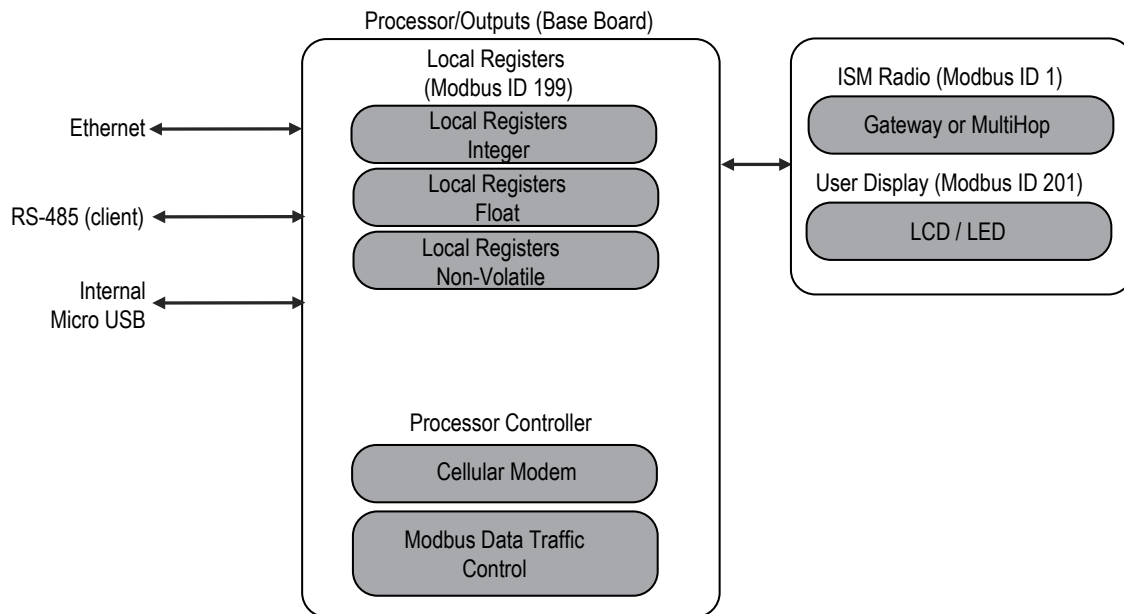 Processor/Outputs (Base Board)
Local Registers
(Modbus ID 199)
Local Registers
Integer
Local Registers
Float
Local Registers
Non-Volatile
Processor Controller
Cellular Modem
Modbus Data Traffic
Control
Ethernet
RS-485 (client)
Internal
Micro USB
ISM Radio (Modbus ID 1)
Gateway or MultiHop
User Display (Modbus ID 201)
LCD / LED